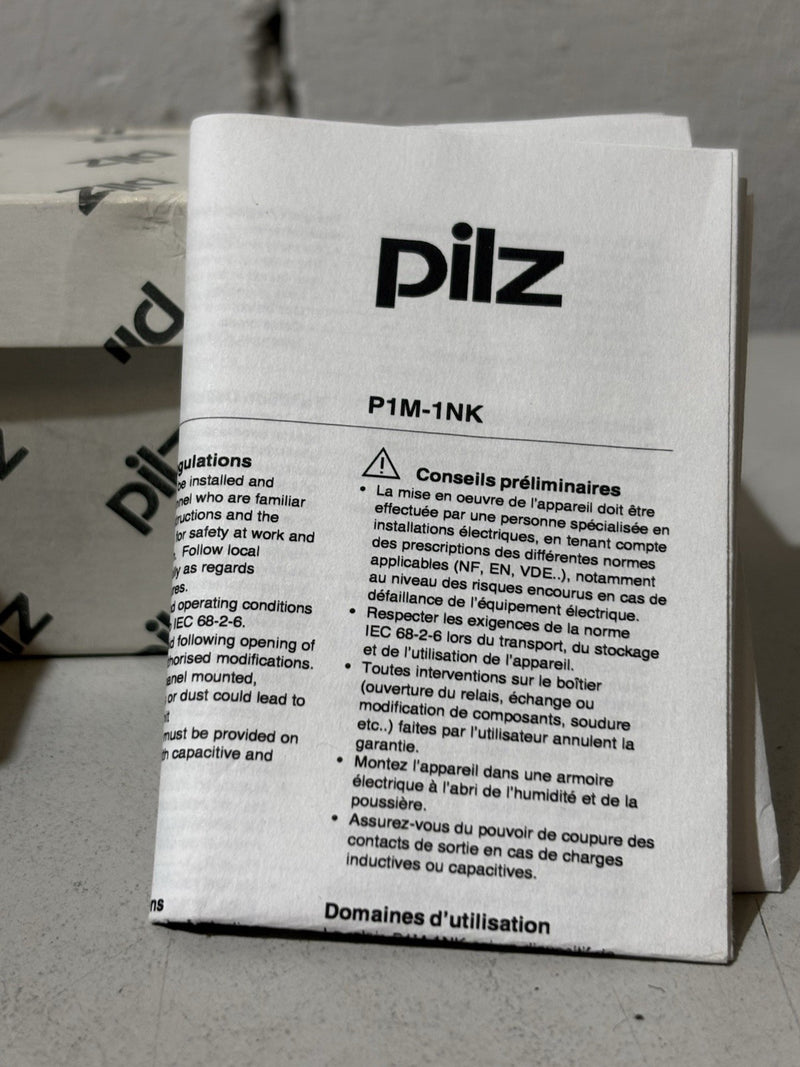 pilz
P1M-1NK
gulations
be installed and
nel who are familiar
ructions and the
for safety at work and
. Follow local
ly as regards
res.
d operating conditions
IEC 68-2-6.
d following opening of
horised modifications.
anel mounted,
or dust could lead to
nt
must be provided on
h capacitive and
ns
Conseils préliminaires
• La mise en oeuvre de l'appareil doit être
effectuée par une personne spécialisée en
installations électriques, en tenant compte
des prescriptions des différentes normes
applicables (NF, EN, VDE..), notamment
au niveau des risques encourus en cas de
défaillance de l'équipement électrique.
• Respecter les exigences de la norme
IEC 68-2-6 lors du transport, du stockage
et de l'utilisation de l'appareil.
• Toutes interventions sur le boîtier
(ouverture du relais, échange ou
modification de composants, soudure
etc..) faites par l'utilisateur annulent la
garantie.
• Montez l'appareil dans une armoire
électrique à l'abri de l'humidité et de la
poussière.
• Assurez-vous du pouvoir de coupure des
contacts de sortie en cas de charges
inductives ou capacitives.
Domaines d'utilisation